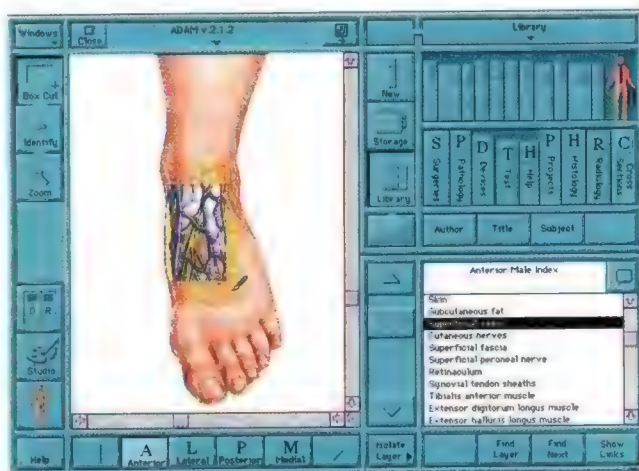 Windows
Close
ADAM v.2.1.2
Library
Box Cut
Identify
Zoom
Studio
Help
New
Storage
Library
S Surgeries
P Pathology
D Devices
T Text
H Help
P Projects
H Histology
R Radiology
C Cross Sections
Author Title Subject
Anterior Male Index
Skin
Subcutaneous fat
Cutaneous nerves
Superficial fascia
Superficial peroneal nerve
Retinaculum
Synovial tendon sheaths
Tibialis anterior muscle
Extensor digitorum longus muscle
Extensor hallucis longus muscle
A Anterior
L Lateral
P Posterior
M Medial
Isolate Layer
Find Layer
Find Next
Show Links